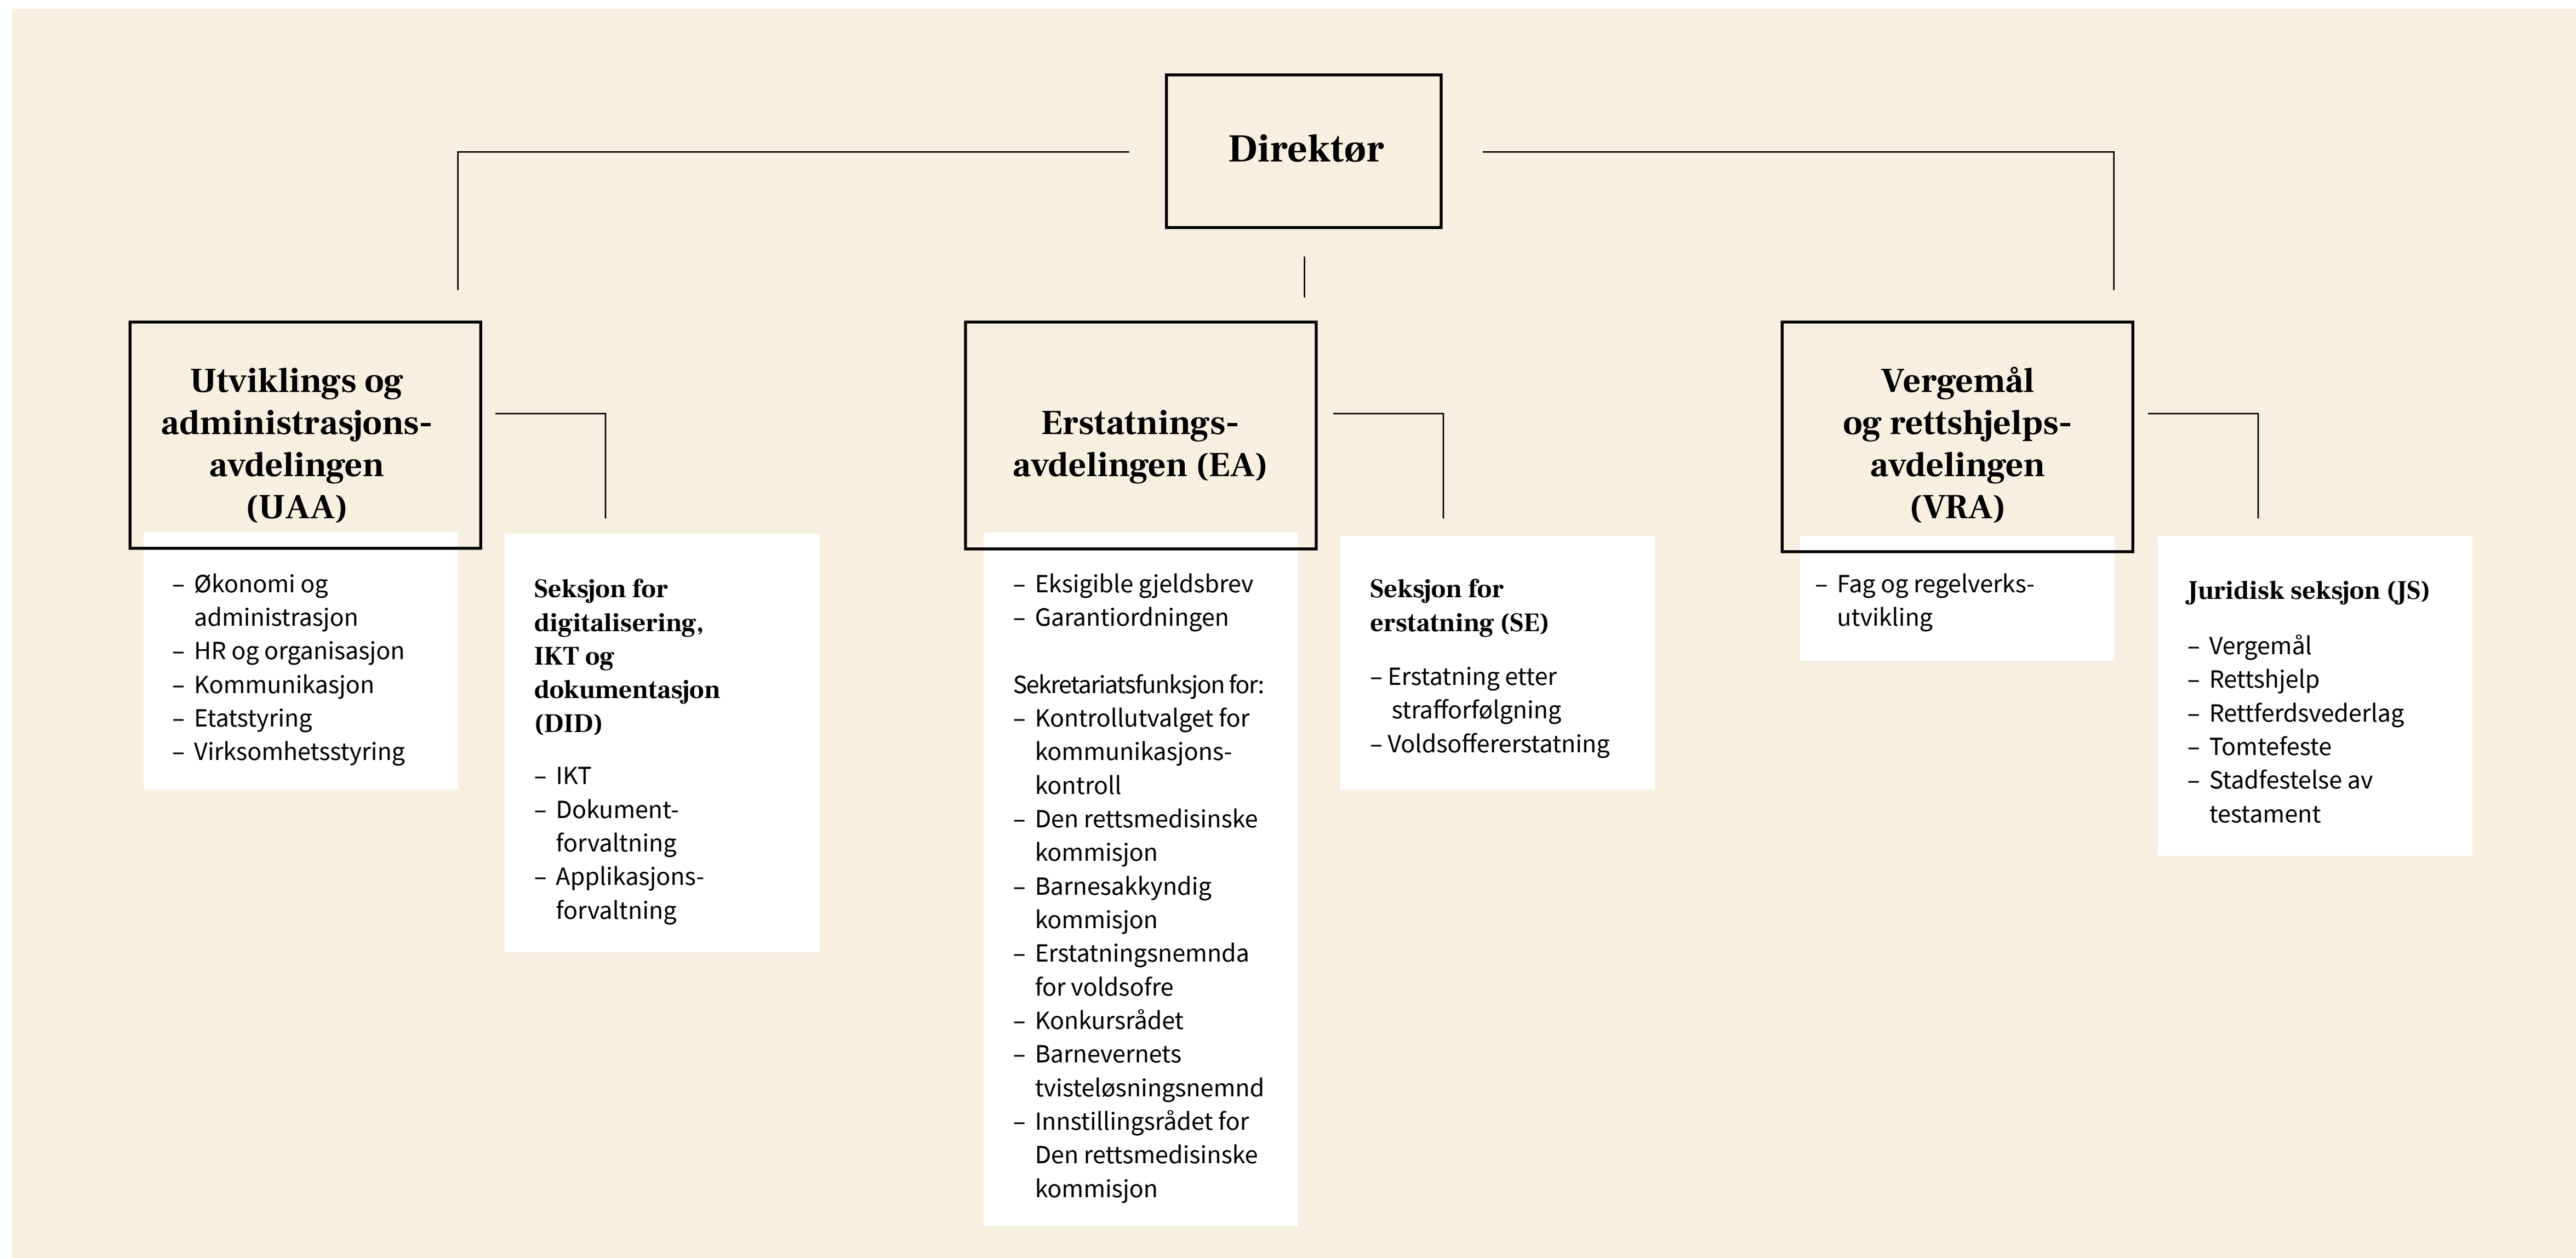 Direktør
Utviklings og
administrasjons-
avdelingen
(UAA)
– Økonomi og
administrasjon
– HR og organisasjon
– Kommunikasjon
– Etatstyring
– Virksomhetsstyring
Seksjon for
digitalisering,
IKT og
dokumentasjon
(DID)
– IKT
– Dokument-
forvaltning
– Applikasjons-
forvaltning
Erstatnings-
avdelingen (EA)
– Eksigible gjeldsbrev
– Garantiordningen
Sekretariatsfunksjon for:
– Kontrollutvalget for
kommunikasjons-
kontroll
– Den rettsmedisinske
kommisjon
– Barnesakkyndig
kommisjon
– Erstatningsnemnda
for voldsofre
– Konkursrådet
– Barnevernets
tvisteløsningsnemnd
– Innstillingsrådet for
Den rettsmedisinske
kommisjon
Seksjon for
erstatning (SE)
– Erstatning etter
strafforfølgning
– Voldsoffererstatning
Vergemål
og rettshjelps-
avdelingen
(VRA)
– Fag og regelverks-
utvikling
Juridisk seksjon (JS)
– Vergemål
– Rettshjelp
– Rettferdsvederlag
– Tomtefeste
– Stadfestelse av
testament